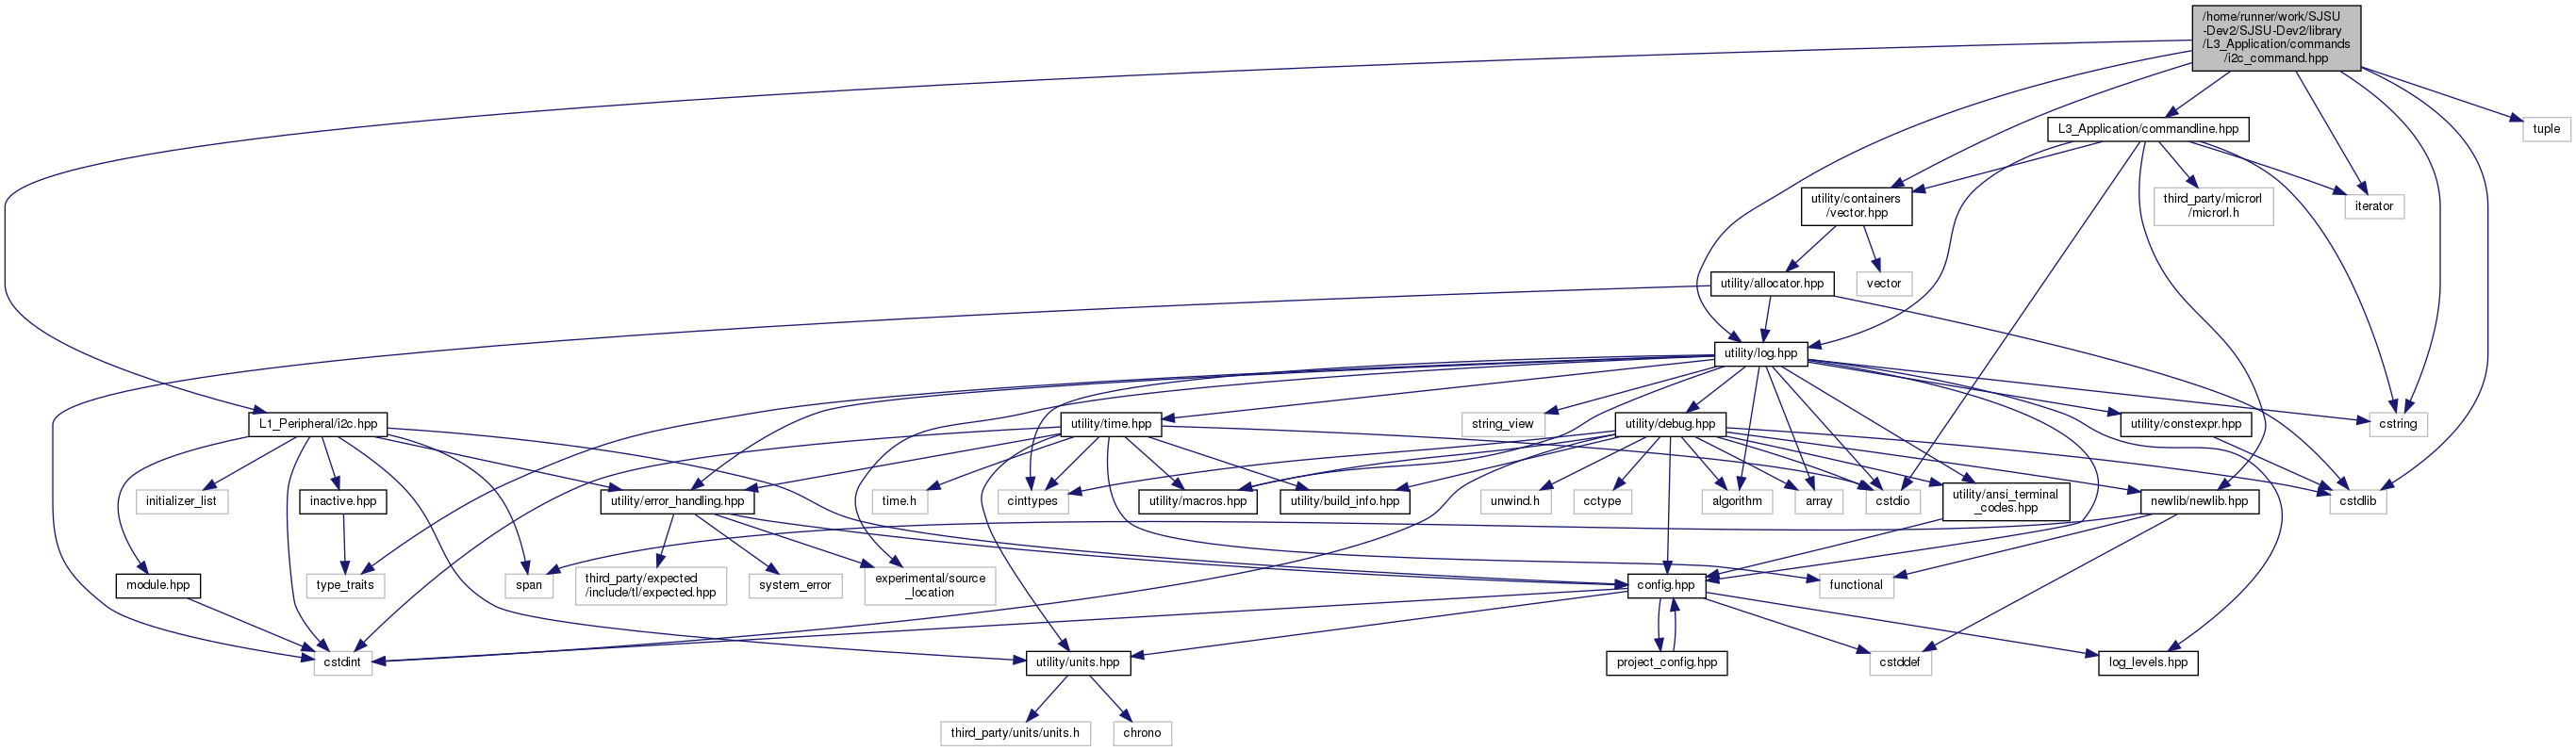 /home/runner/work/SJSU
-Dev2/SJSU-Dev2/library
/L3_Application/commands
/i2c_command.hpp
L3_Application/commandline.hpp
tuple
utility/containers
/vector.hpp
third_party/microrl
/microrl.h
iterator
utility/allocator.hpp
vector
utility/log.hpp
L1_Peripheral/i2c.hpp
utility/time.hpp
string_view
utility/debug.hpp
utility/constexpr.hpp
cstring
initializer_list
inactive.hpp
utility/error_handling.hpp
time.h
cinttypes
utility/macros.hpp
utility/build_info.hpp
unwind.h
cctype
algorithm
array
cstdio
utility/ansi_terminal
_codes.hpp
newlib/newlib.hpp
cstdlib
module.hpp
type_traits
span
third_party/expected
/include/tl/expected.hpp
system_error
experimental/source
_location
config.hpp
functional
cstdint
utility/units.hpp
project_config.hpp
cstddef
log_levels.hpp
third_party/units/units.h
chrono